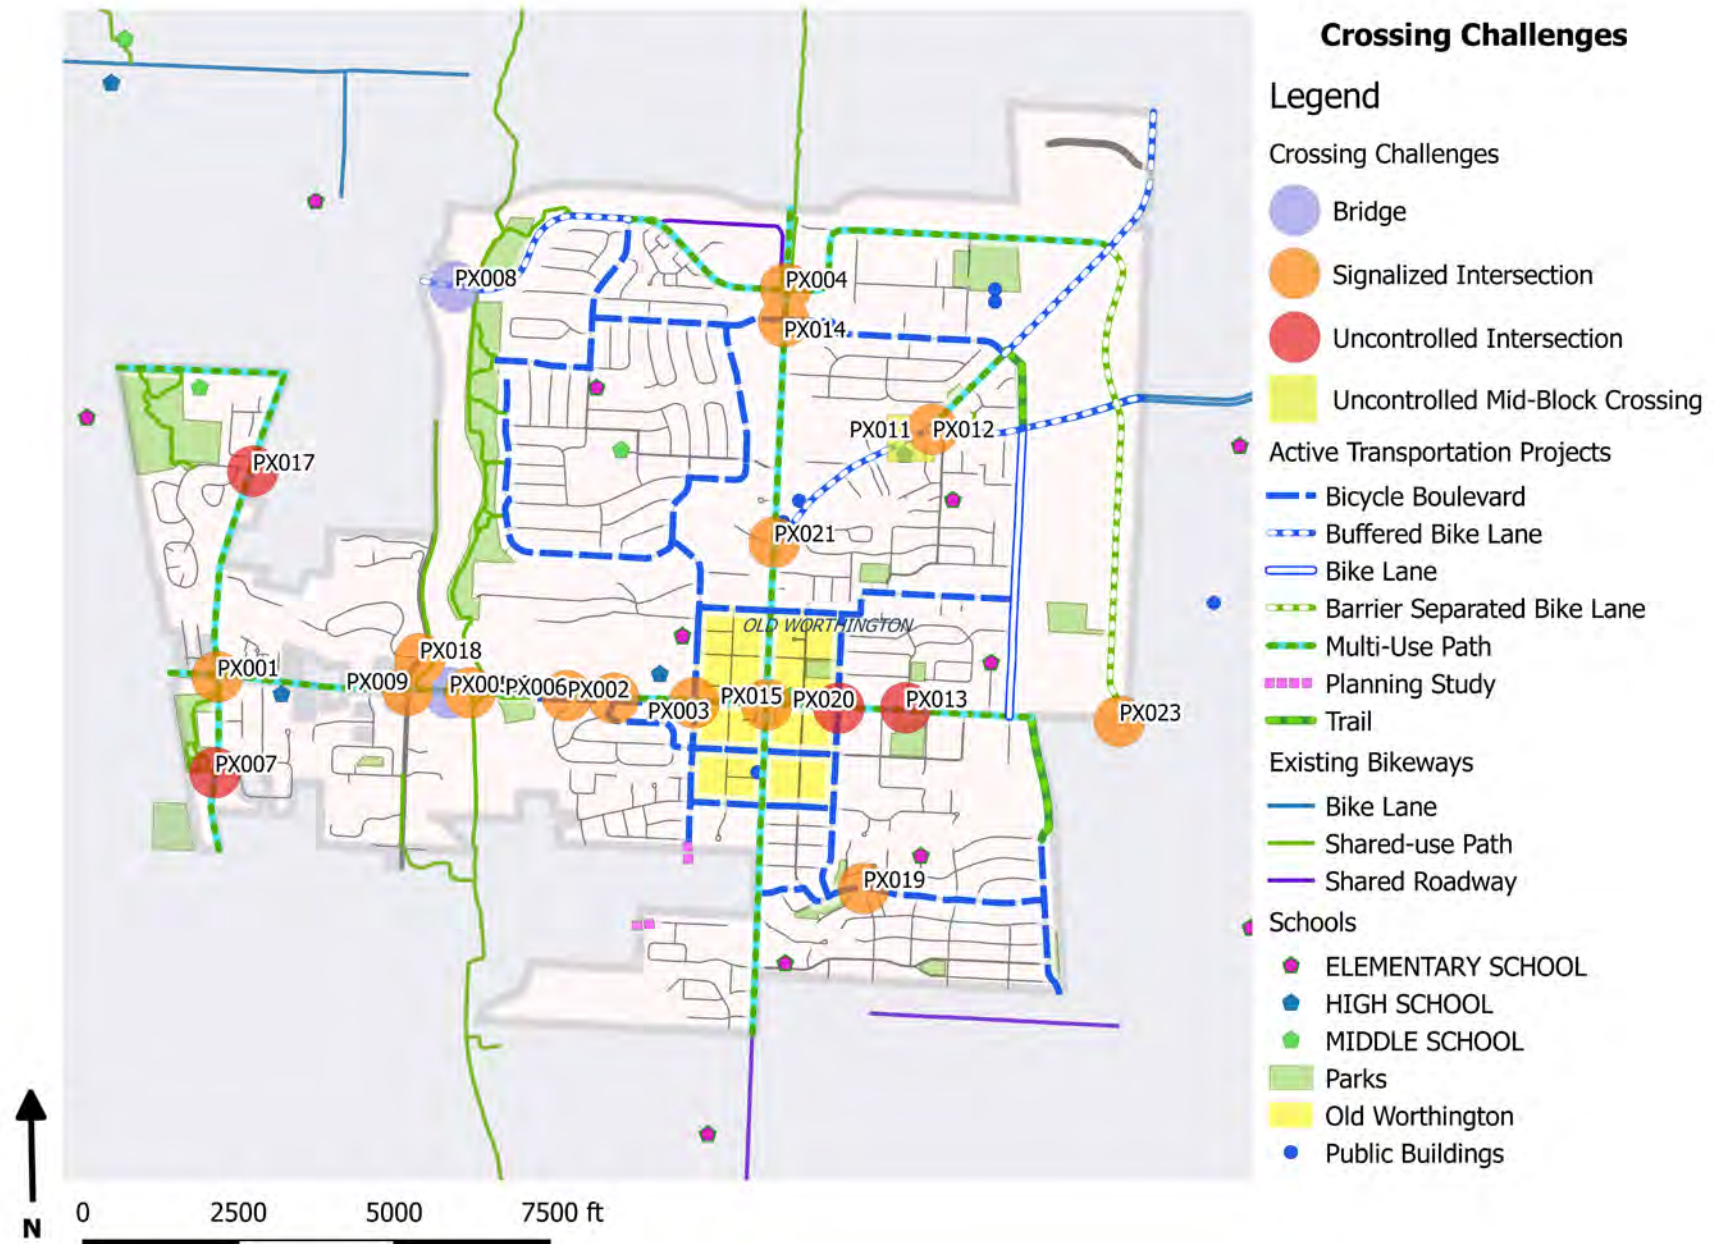 Crossing Challenges
Legend
Crossing Challenges
Bridge
Signalized Intersection
Uncontrolled Intersection
Uncontrolled Mid-Block Crossing
Active Transportation Projects
Bicycle Boulevard
Buffered Bike Lane
Bike Lane
Barrier Separated Bike Lane
Multi-Use Path
Planning Study
Trail
Existing Bikeways
Bike Lane
Shared-use Path
Shared Roadway
Schools
ELEMENTARY SCHOOL
HIGH SCHOOL
MIDDLE SCHOOL
Parks
Old Worthington
Public Buildings
PX008
PX004
PX014
PX011
PX012
PX017
PX021
OLD WORTHINGTON
PX018
PX001
PX009
PX006
PX002
PX003
PX015
PX020
PX013
PX023
PX007
PX019
N
0 2500 5000 7500 ft